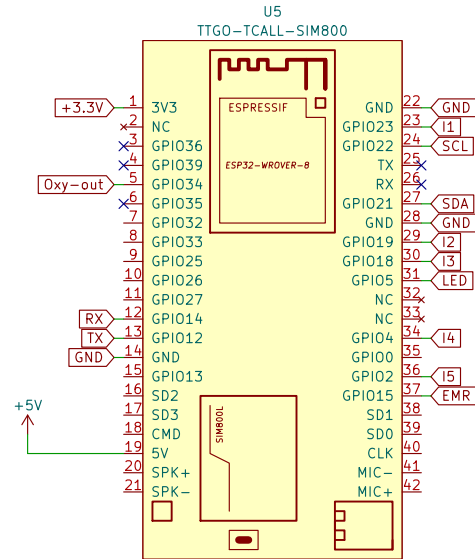 U5
TTGO-TCALL-SIM800
+3.3V 1 3V3 ESPRESSIF GND 22 GND
2 NC GPIO23 23 I1
3 GPIO36 GPIO22 24 SCL
4 GPIO39 ESP32-WROVER-B TX 25
Oxy-out 5 GPIO34 RX 26
6 GPIO35 GPIO21 27 SDA
7 GPIO32 GND 28 GND
8 GPIO33 GPIO19 29 I2
9 GPIO25 GPIO18 30 I3
10 GPIO26 GPIO5 31 LED
11 GPIO27 NC 32
RX 12 GPIO14 NC 33
TX 13 GPIO12 GPIO4 34 I4
GND 14 GND GPIO0 35
15 GPIO13 GPIO2 36 I5
16 SD2 GPIO15 37 EMR
+5V 17 SD3 SIM800L SD1 38
18 CMD SD0 39
19 5V CLK 40
20 SPK+ MIC- 41
21 SPK- MIC+ 42